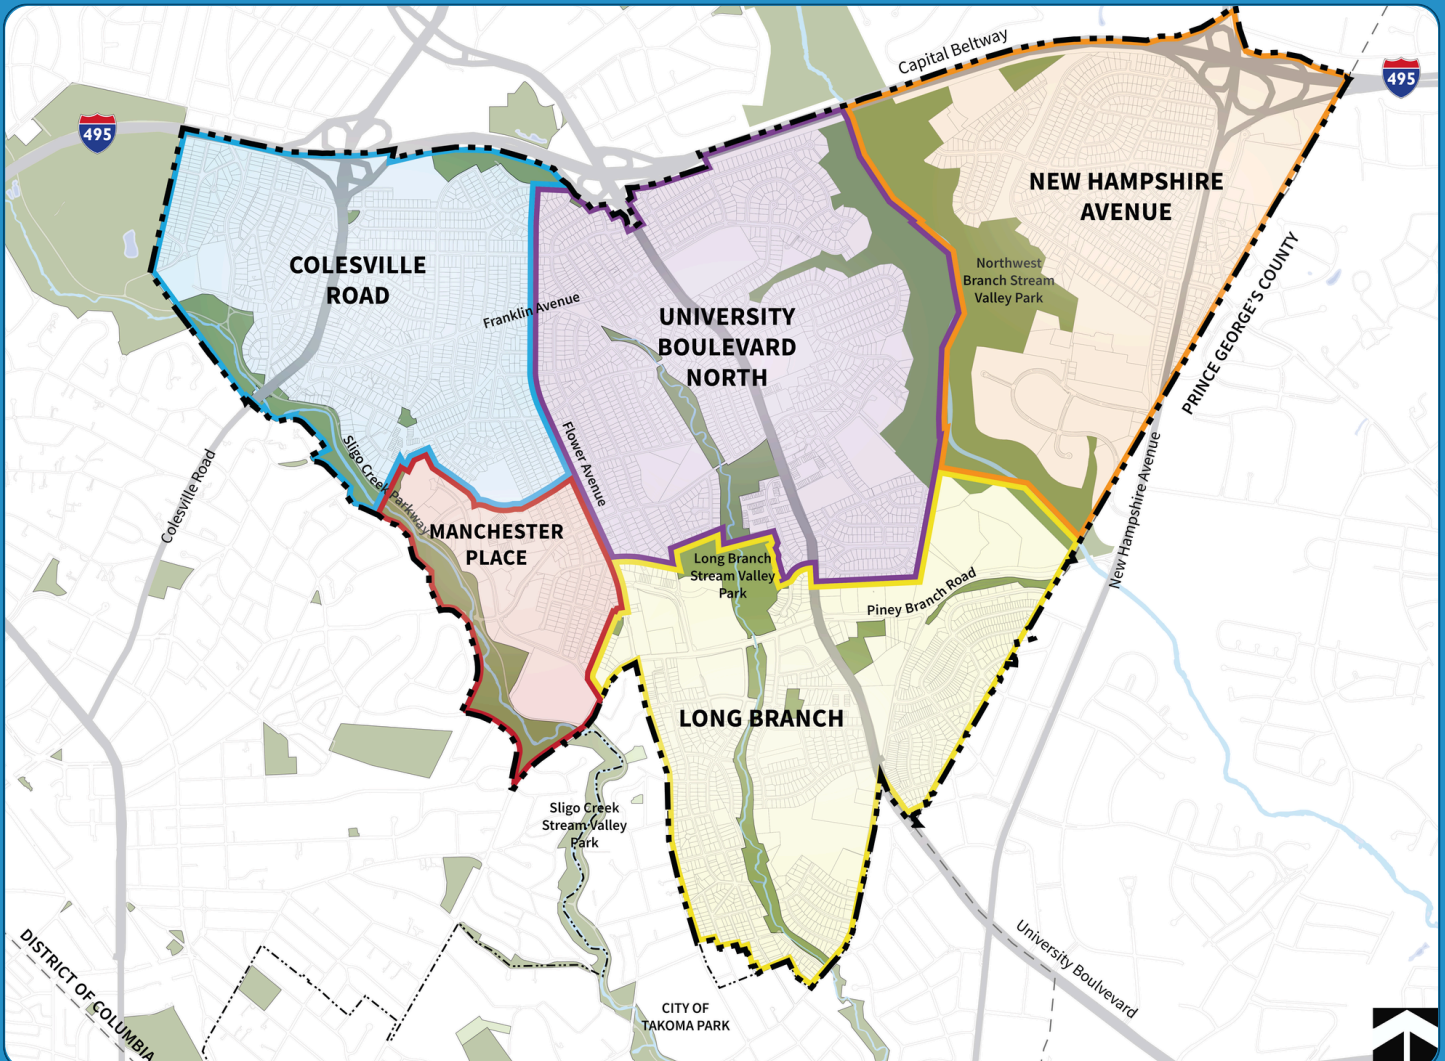 Capital Beltway
495
495
NEW HAMPSHIRE
AVENUE
COLESVILLE
ROAD
Northwest
Branch Stream
Valley Park
Franklin Avenue
UNIVERSITY
BOULEVARD
NORTH
PRINCE GEORGE'S COUNTY
Flower Avenue
Sligo Creek Parkway
Colesville Road
New Hampshire Avenue
MANCHESTER
PLACE
Long Branch
Stream Valley
Park
Piney Branch Road
LONG BRANCH
Sligo Creek
Stream Valley
Park
University Boulvevard
DISTRICT OF COLUMBIA
CITY OF
TAKOMA PARK